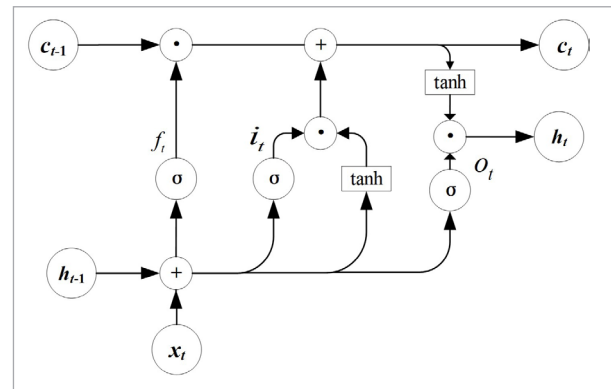 c_{t-1} · + c_t
tanh
f_t i_t · · h_t
σ σ tanh σ O_t
h_{t-1} +
x_t